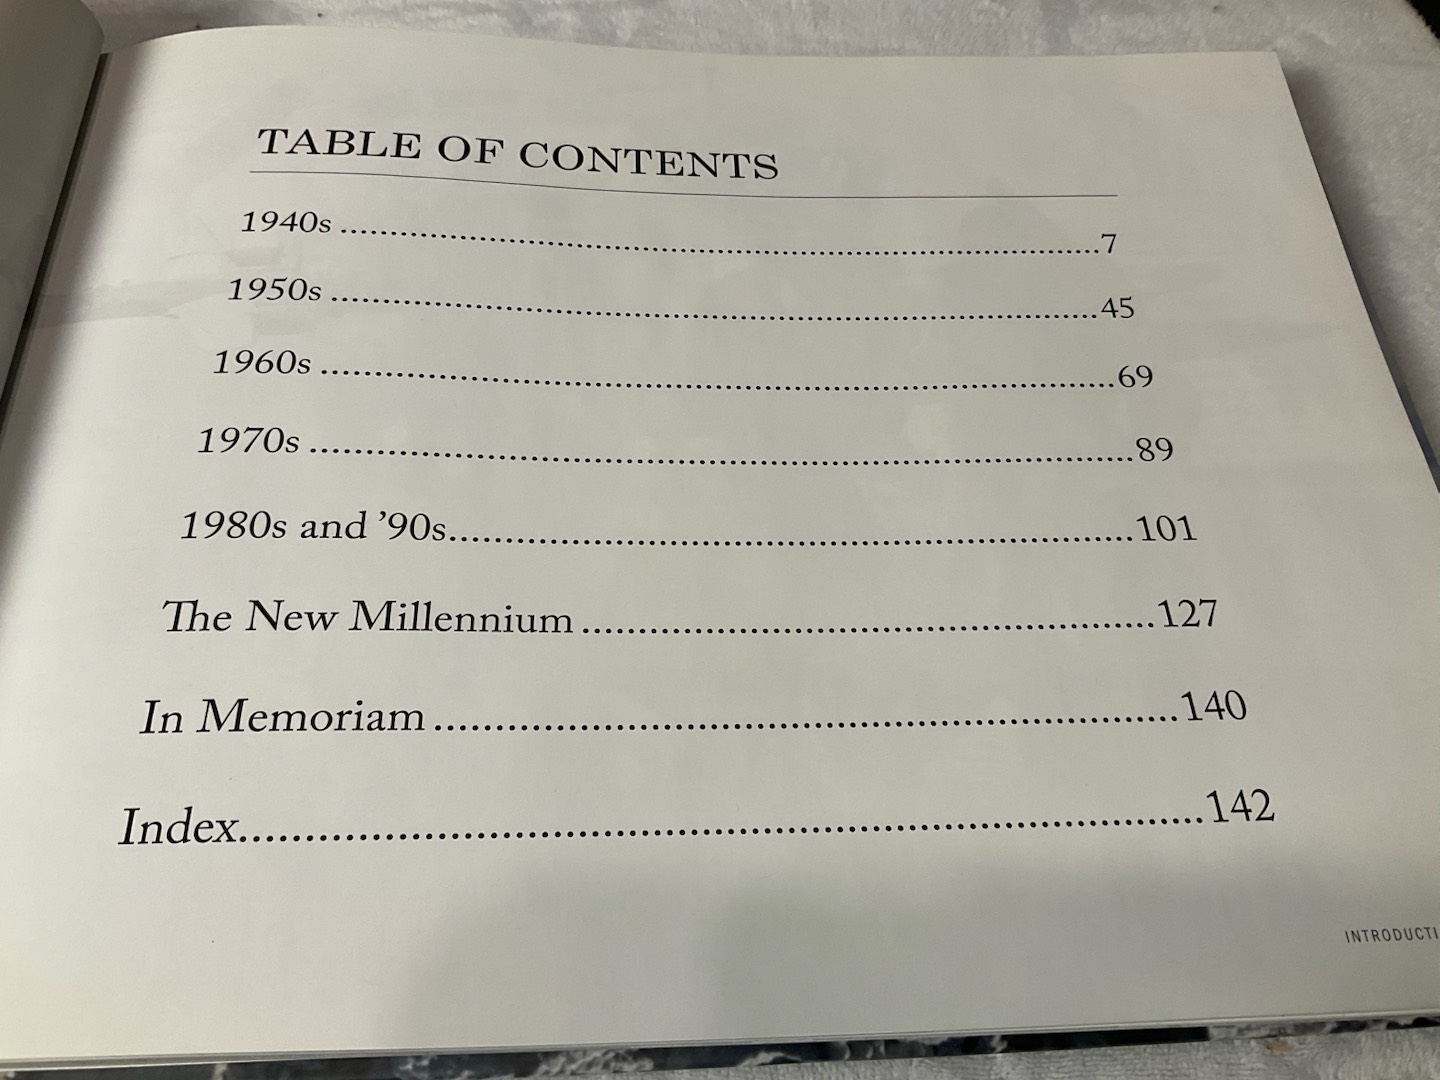 TABLE OF CONTENTS
1940s ........................................................................7
1950s ........................................................................45
1960s ........................................................................69
1970s ........................................................................89
1980s and ’90s............................................................101
The New Millennium ..................................................127
In Memoriam ..............................................................140
Index...........................................................................142